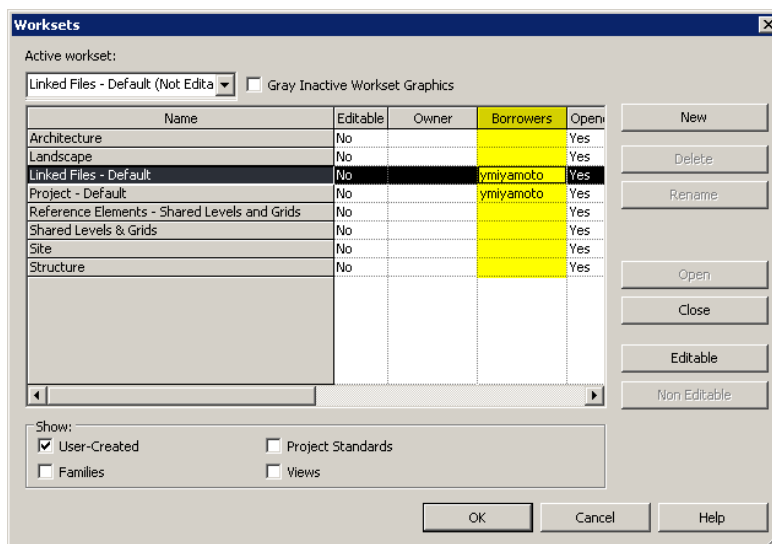 Worksets
Active workset:
Linked Files - Default (Not Edita
Gray Inactive Workset Graphics
Name Editable Owner Borrowers Open
Architecture No Yes
Landscape No Yes
Linked Files - Default No ymiyamoto Yes
Project - Default No ymiyamoto Yes
Reference Elements - Shared Levels and Grids No Yes
Shared Levels & Grids No Yes
Site No Yes
Structure No Yes
New
Delete
Rename
Open
Close
Editable
Non Editable
Show:
User-Created
Project Standards
Families
Views
OK
Cancel
Help